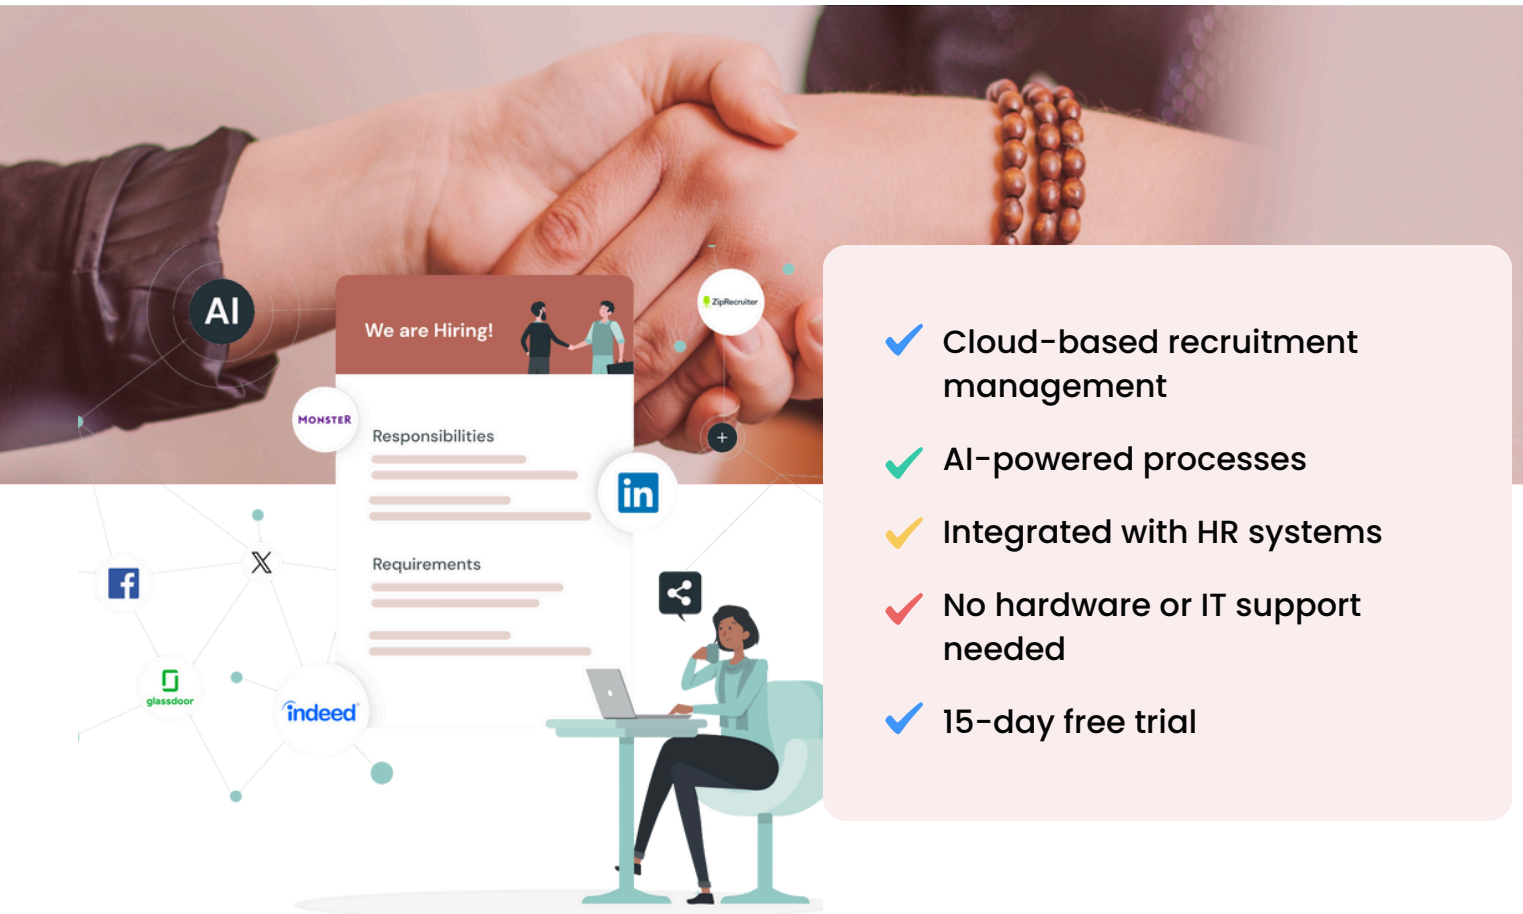 AI
We are Hiring!
ZipRecruiter
MONSTER
Responsibilities
in
Requirements
f
X
glassdoor
indeed
Cloud-based recruitment
management
AI-powered processes
Integrated with HR systems
No hardware or IT support
needed
15-day free trial